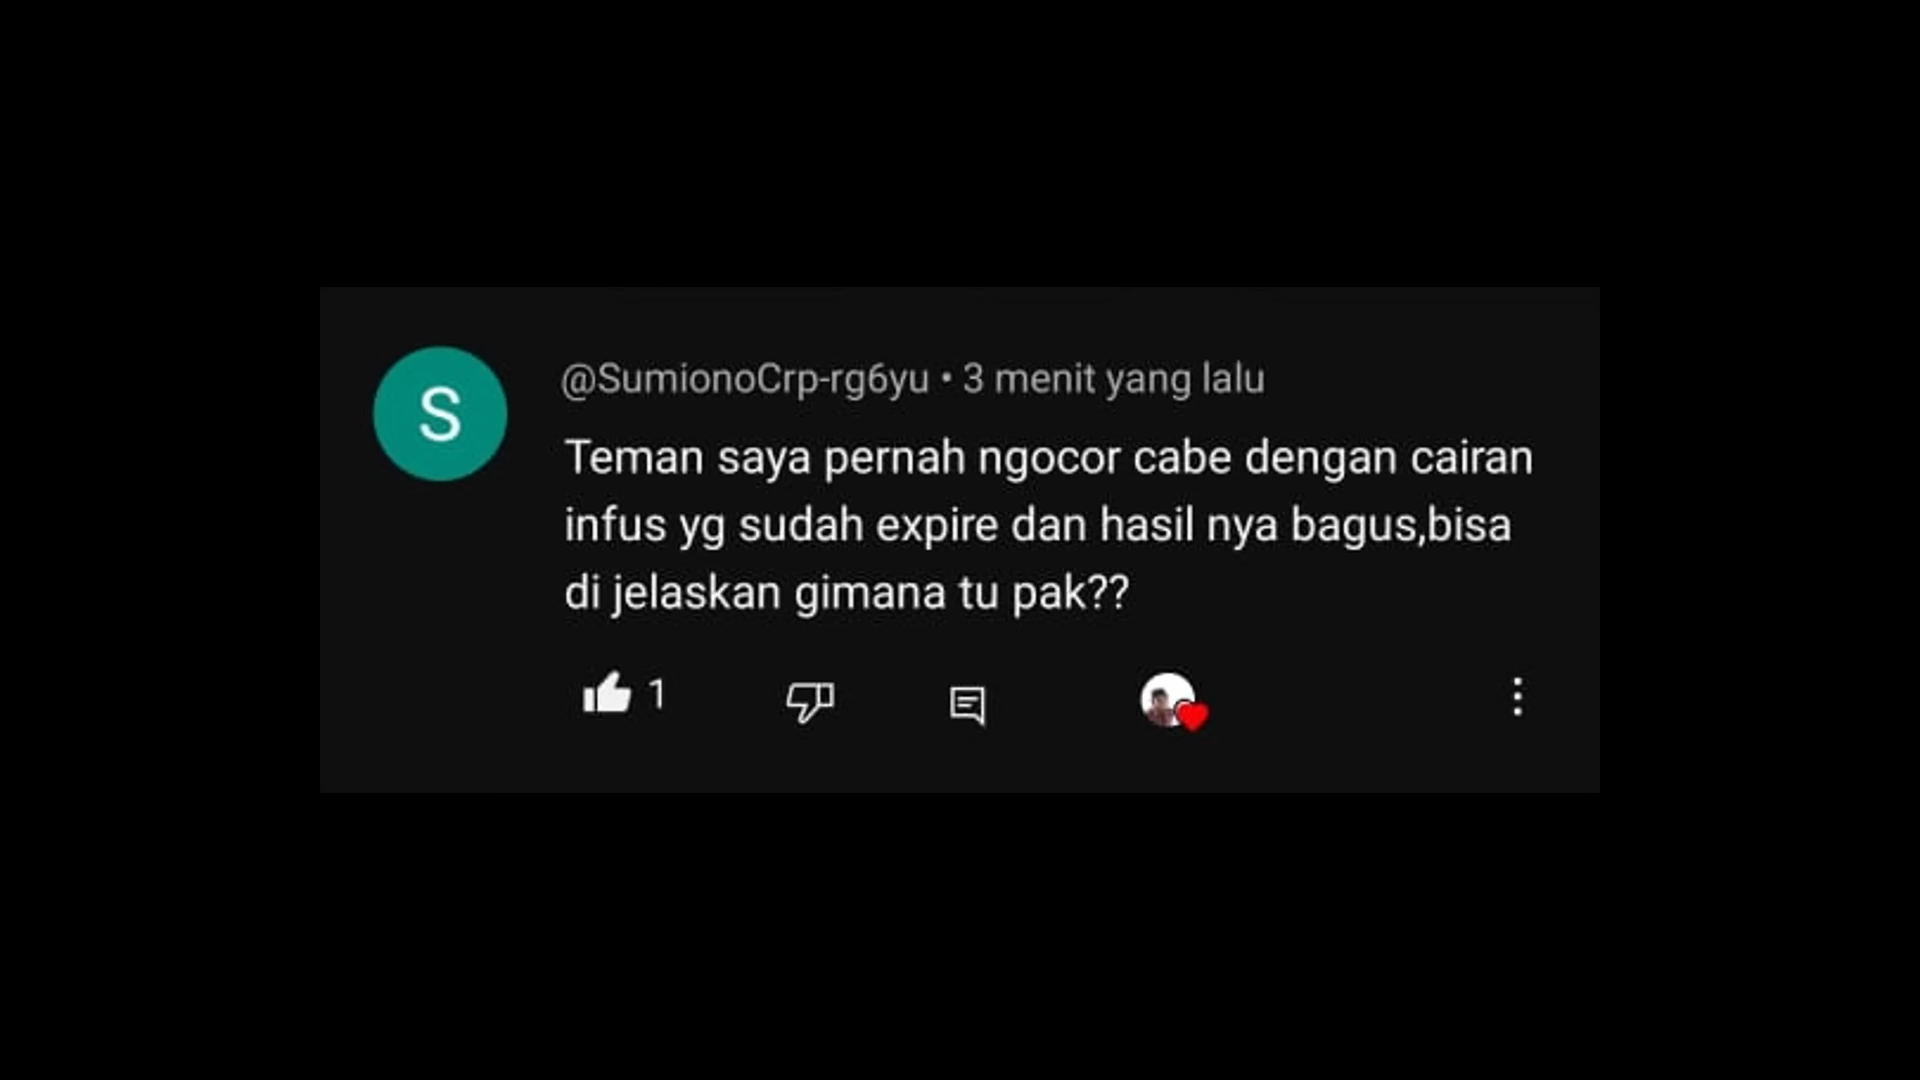 S
@SumionoCrp-rg6yu • 3 menit yang lalu
Teman saya pernah ngocor cabe dengan cairan
infus yg sudah expire dan hasil nya bagus,bisa
di jelaskan gimana tu pak??
1